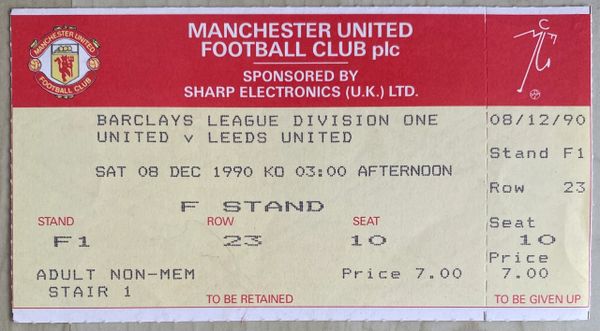 MANCHESTER UNITED
FOOTBALL CLUB
MANCHESTER UNITED
FOOTBALL CLUB plc
SPONSORED BY
SHARP ELECTRONICS (U.K.) LTD.
BARCLAYS LEAGUE DIVISION ONE
UNITED v LEEDS UNITED
SAT 08 DEC 1990 KO 03:00 AFTERNOON
F STAND
STAND ROW SEAT
F1 23 10
ADULT NON-MEM Price 7.00
STAIR 1
TO BE RETAINED
08/12/90
Stand F1
Row 23
Seat
10
Price
7.00
TO BE GIVEN UP